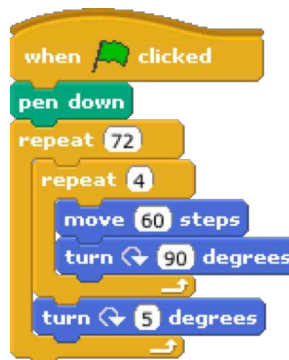 when clicked
pen down
repeat 72
repeat 4
move 60 steps
turn 90 degrees
turn 5 degrees